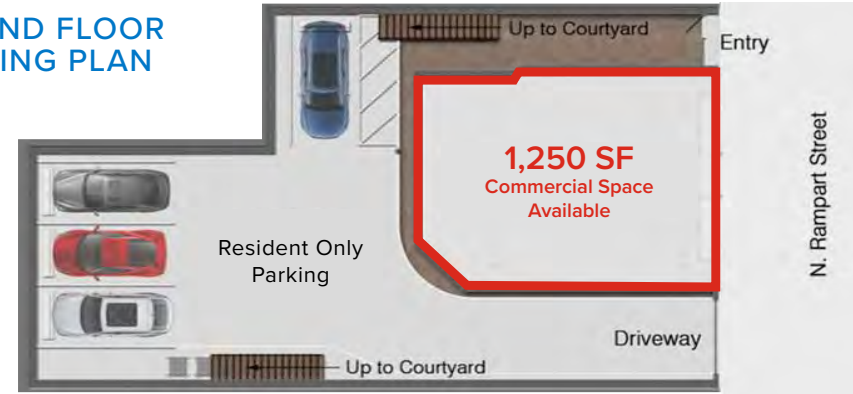 ND FLOOR
ING PLAN
Up to Courtyard
Entry
1,250 SF
Commercial Space
Available
N. Rampart Street
Resident Only
Parking
Driveway
Up to Courtyard